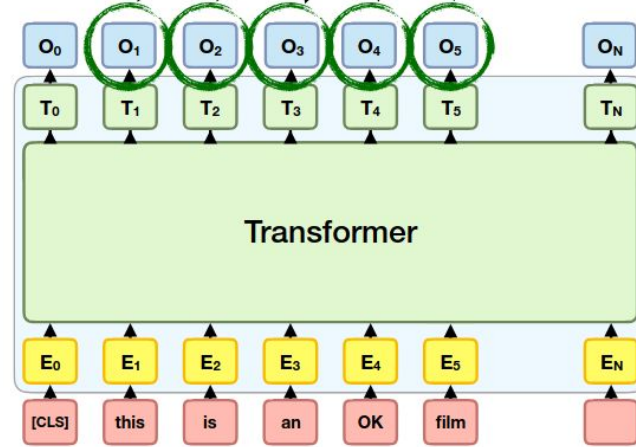 O₀ O₁ O₂ O₃ O₄ O₅ Oₙ
T₀ T₁ T₂ T₃ T₄ T₅ Tₙ
Transformer
E₀ E₁ E₂ E₃ E₄ E₅ Eₙ
[CLS] this is an OK film